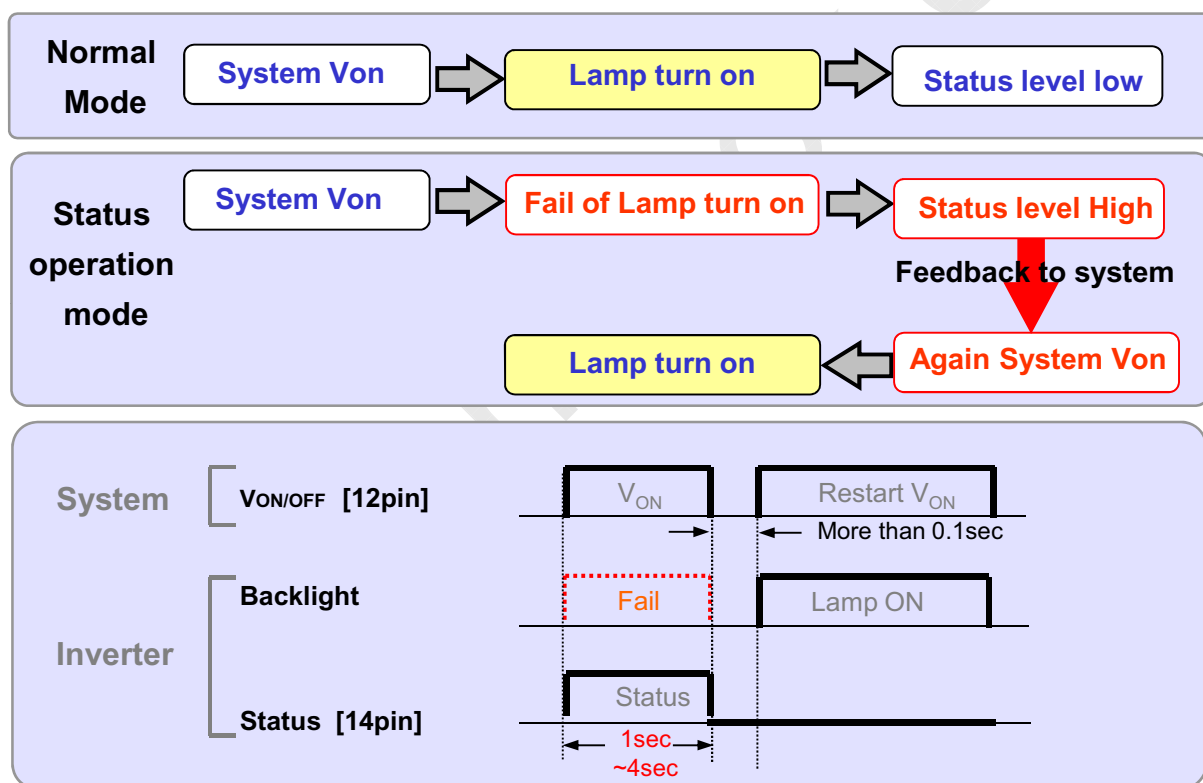 Normal
Mode
System Von
Lamp turn on
Status level low
Status
operation
mode
System Von
Fail of Lamp turn on
Status level High
Feedback to system
Lamp turn on
Again System Von
System
VON/OFF [12pin]
VON
Restart VON
More than 0.1sec
Inverter
Backlight
Fail
Lamp ON
Status [14pin]
Status
1sec
~4sec